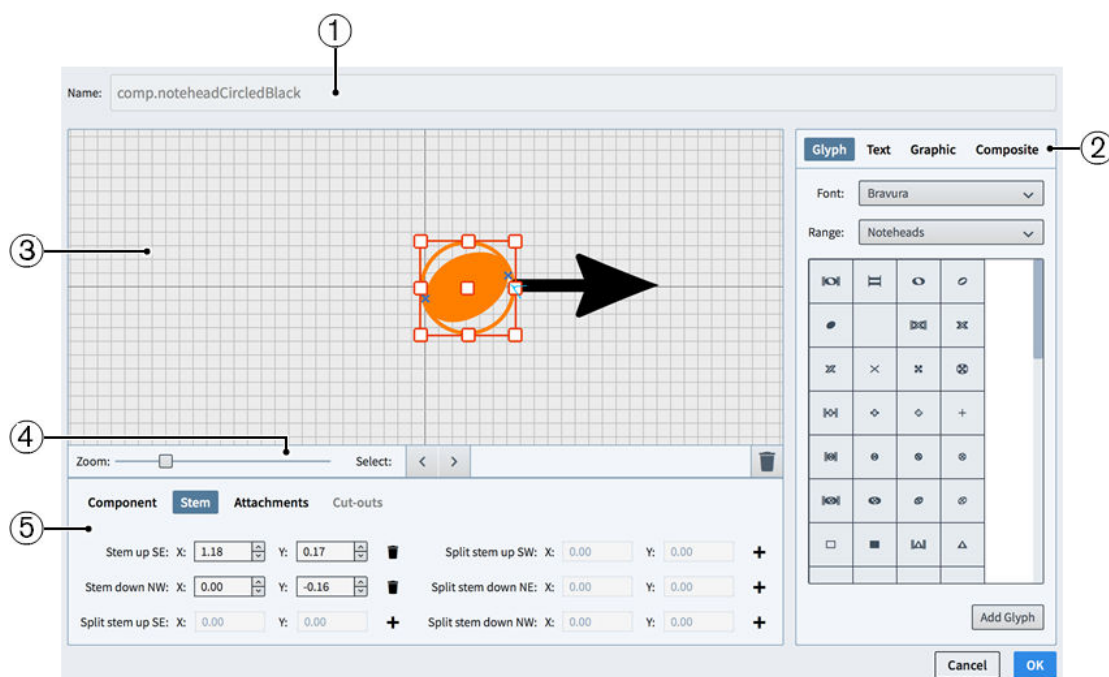 ①
Name: comp.noteheadCircledBlack
②
Glyph Text Graphic Composite
Font: Bravura
Range: Noteheads
③
④
Zoom: Select: < >
⑤
Component Stem Attachments Cut-outs
Stem up SE: X: 1.18 Y: 0.17 Split stem up SW: X: 0.00 Y: 0.00 +
Stem down NW: X: 0.00 Y: -0.16 Split stem down NE: X: 0.00 Y: 0.00 +
Split stem up SE: X: 0.00 Y: 0.00 + Split stem down NW: X: 0.00 Y: 0.00 +
Add Glyph
Cancel OK